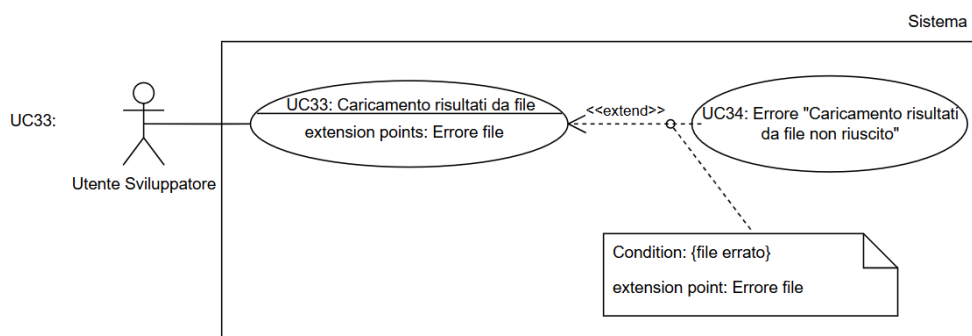 Sistema
UC33:
Utente Sviluppatore
UC33: Caricamento risultati da file
extension points: Errore file
<<extend>>
UC34: Errore "Caricamento risultati
da file non riuscito"
Condition: {file errato}
extension point: Errore file